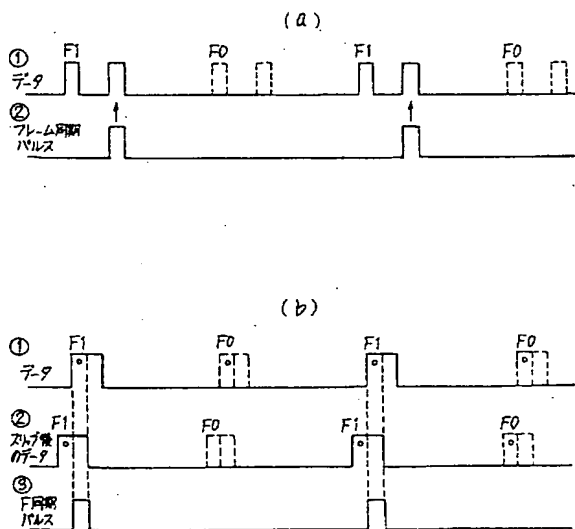 (a)
F1 F0 F1 F0
①
データ
②
フレーム同期
パルス
(b)
① F1 F0 F1 F0
データ
② F1 F0 F1 F0
スリップ後
のデータ
③
F同期
パルス